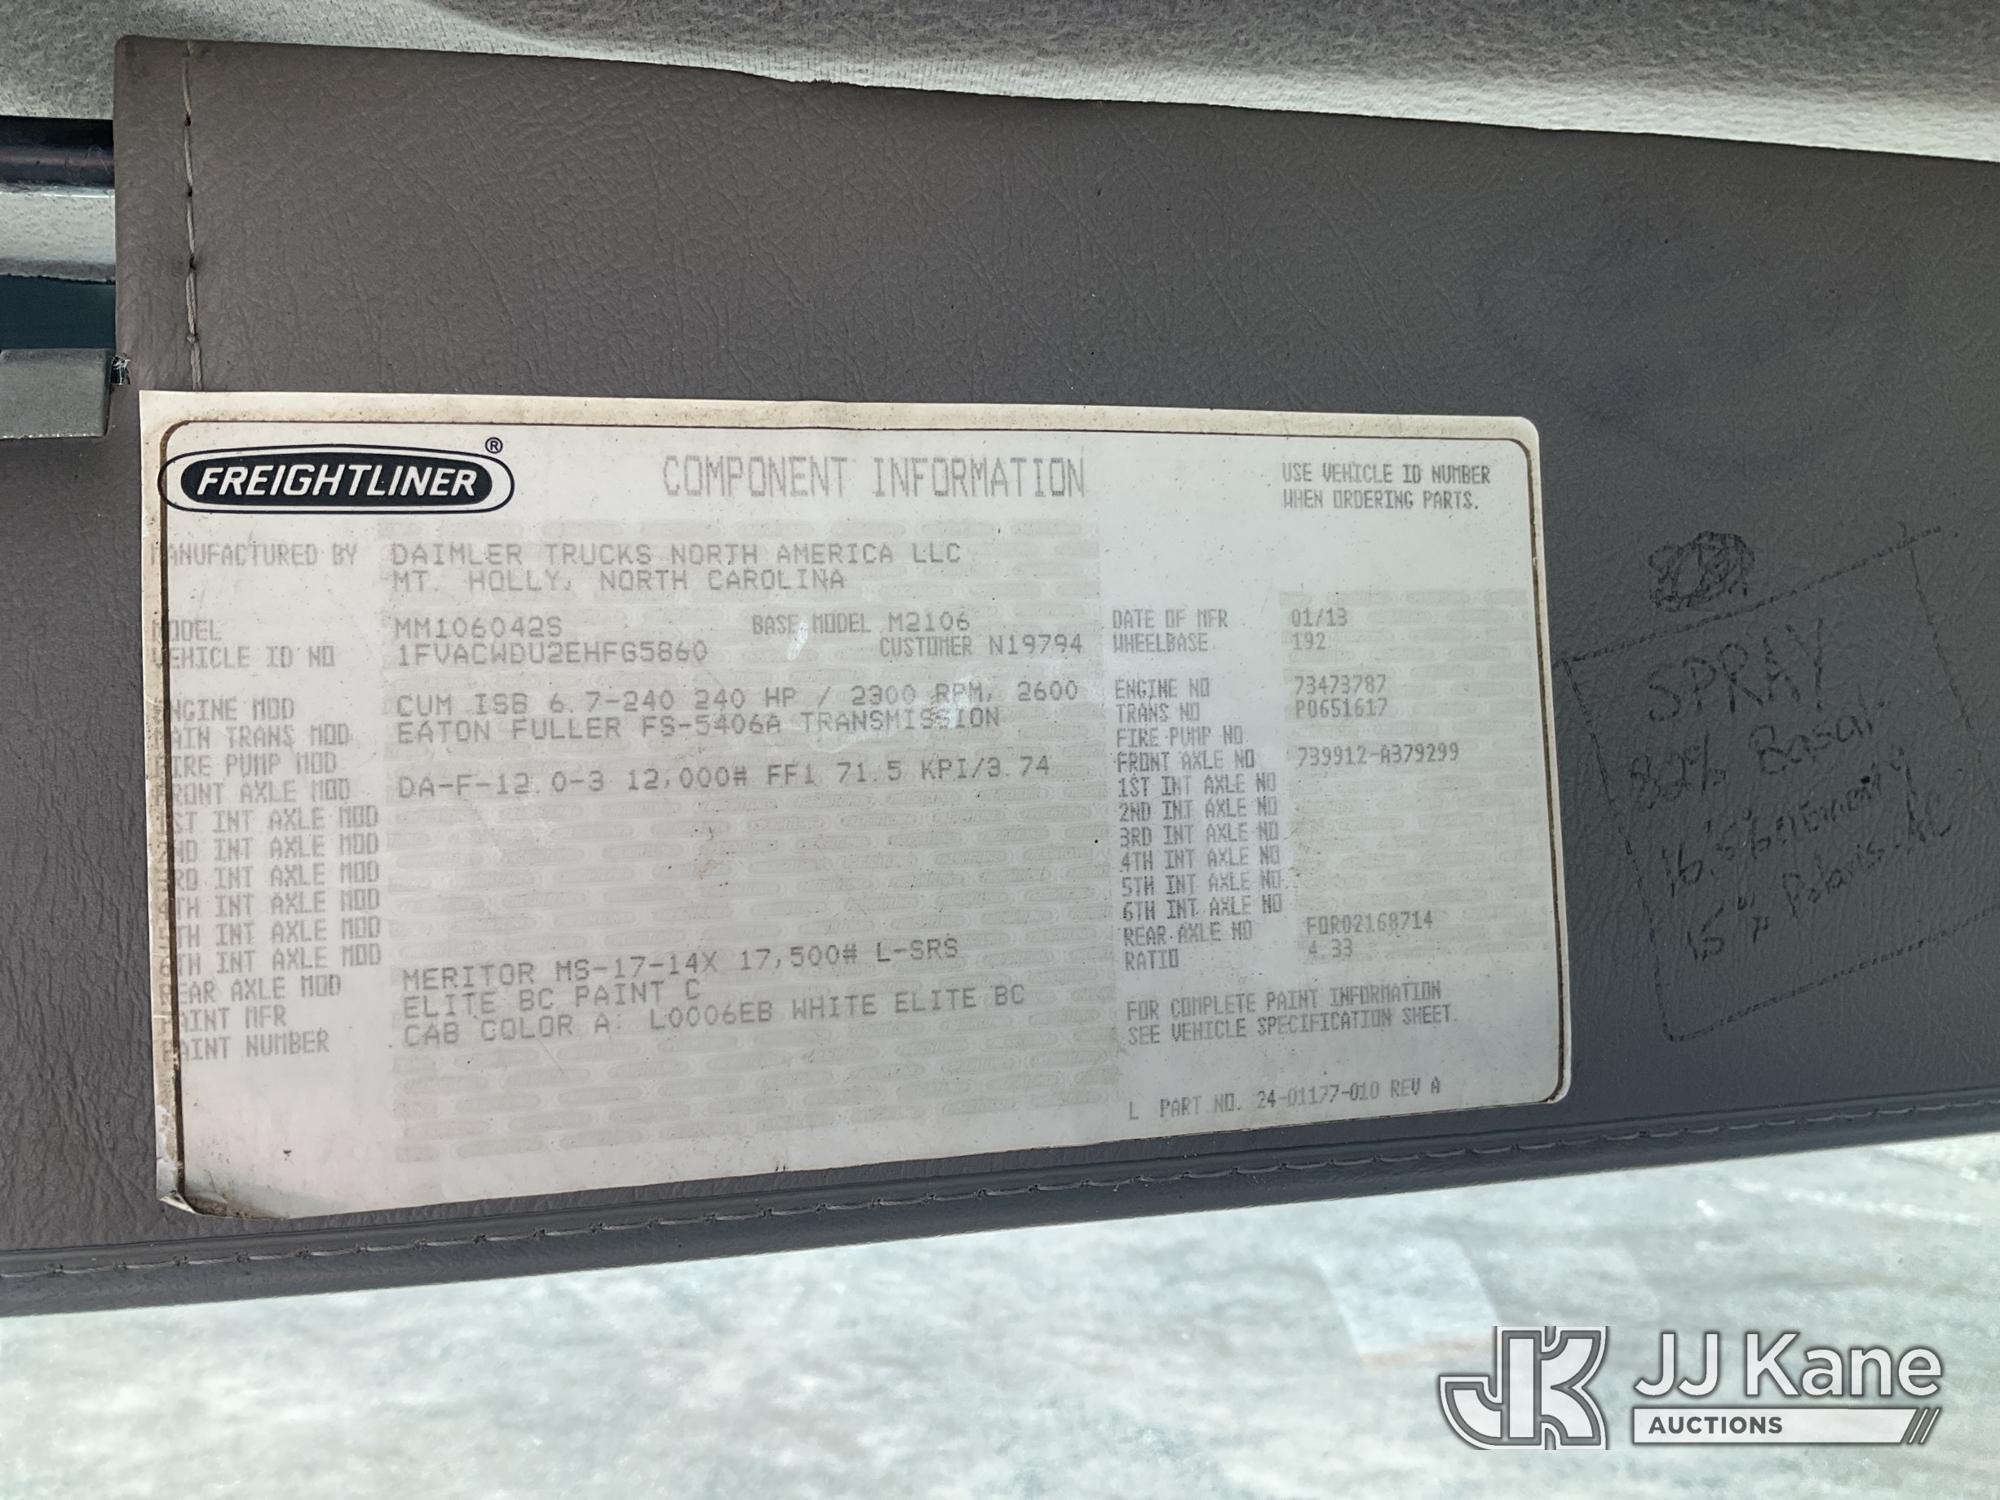 FREIGHTLINER ®
COMPONENT INFORMATION
USE VEHICLE ID NUMBER
WHEN ORDERING PARTS.
MANUFACTURED BY DAIMLER TRUCKS NORTH AMERICA LLC
MT. HOLLY, NORTH CAROLINA
MODEL MM106042S BASE MODEL M2106 DATE OF MFR 01/13
VEHICLE ID NO 1FVACWDU2EHFG5860 CUSTOMER N19794 WHEELBASE 192
ENGINE MOD CUM ISB 6.7-240 240 HP / 2300 RPM, 2600 ENGINE NO 73473787
MAIN TRANS MOD EATON FULLER FS-5406A TRANSMISSION TRANS NO P0651617
FIRE PUMP MOD FIRE PUMP NO
FRONT AXLE MOD DA-F-12.0-3 12,000# FF1 71.5 KPI/3.74 FRONT AXLE NO 739912-A379299
1ST INT AXLE MOD 1ST INT AXLE NO
2ND INT AXLE MOD 2ND INT AXLE NO
3RD INT AXLE MOD 3RD INT AXLE NO
4TH INT AXLE MOD 4TH INT AXLE NO
5TH INT AXLE MOD 5TH INT AXLE NO
6TH INT AXLE MOD 6TH INT AXLE NO
REAR AXLE MOD MERITOR MS-17-14X 17,500# L-SRS REAR AXLE NO FDR02168714
PAINT MFR ELITE BC PAINT C RATIO 4.33
PAINT NUMBER CAB COLOR A: L0006EB WHITE ELITE BC
FOR COMPLETE PAINT INFORMATION
SEE VEHICLE SPECIFICATION SHEET.
L PART NO. 24-01177-010 REV A
SPRAY
80% Basal
16.5%
15%
JJ Kane
AUCTIONS